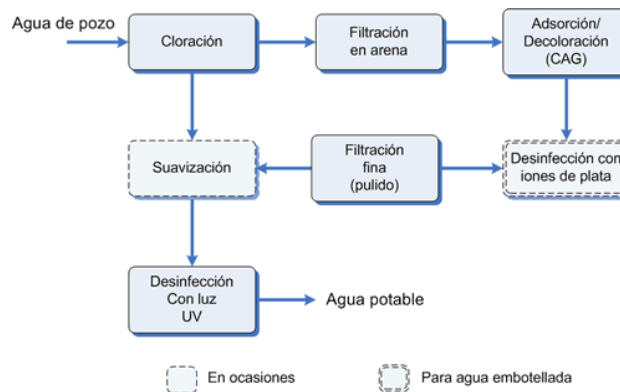 Agua de pozo
Cloración
Filtración
en arena
Adsorción/
Decoloración
(CAG)
Suavización
Filtración
fina
(pulido)
Desinfección con
iones de plata
Desinfección
Con luz
UV
Agua potable
En ocasiones
Para agua embotellada